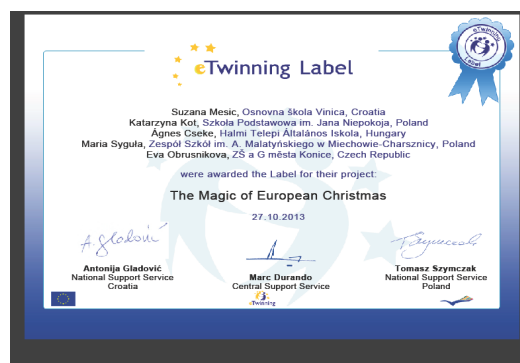 eTwinning Label
eTwinning
Label
Suzana Mesic, Osnovna škola Vinica, Croatia
Katarzyna Kot, Szkoła Podstawowa im. Jana Niepokoja, Poland
Ágnes Cseke, Halmi Telepi Általános Iskola, Hungary
Maria Syguła, Zespół Szkół im. A. Małatyńskiego w Miechowie-Charsznicy, Poland
Eva Obrusnikova, ZŠ a G města Konice, Czech Republic
were awarded the Label for their project:
The Magic of European Christmas
27.10.2013
A. Gladović
Antonija Gladović
National Support Service
Croatia
Marc Durando
Central Support Service
eTwinning
Tomasz Szymczak
National Support Service
Poland